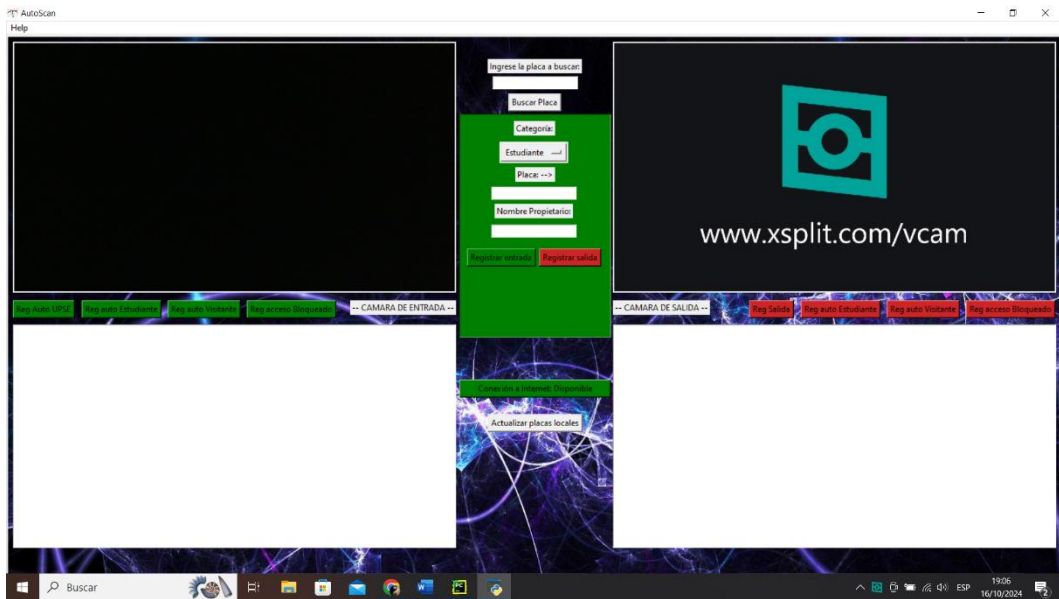 AutoScan
Help
Ingrese la placa a buscar:
Buscar Placa
Categoría:
Estudiante
Placa: -->
Nombre Propietario:
Registrar entrada
Registrar salida
www.xsplit.com/vcam
Reg Auto UPSE
Reg auto Estudiante
Reg auto Visitante
Reg acceso Bloqueado
-- CAMARA DE ENTRADA --
-- CAMARA DE SALIDA --
Reg Salida
Reg auto Estudiante
Reg auto Visitante
Reg acceso Bloqueado
Conexión a Internet: Disponible
Actualizar placas locales
Buscar
ESP
19:06
16/10/2024